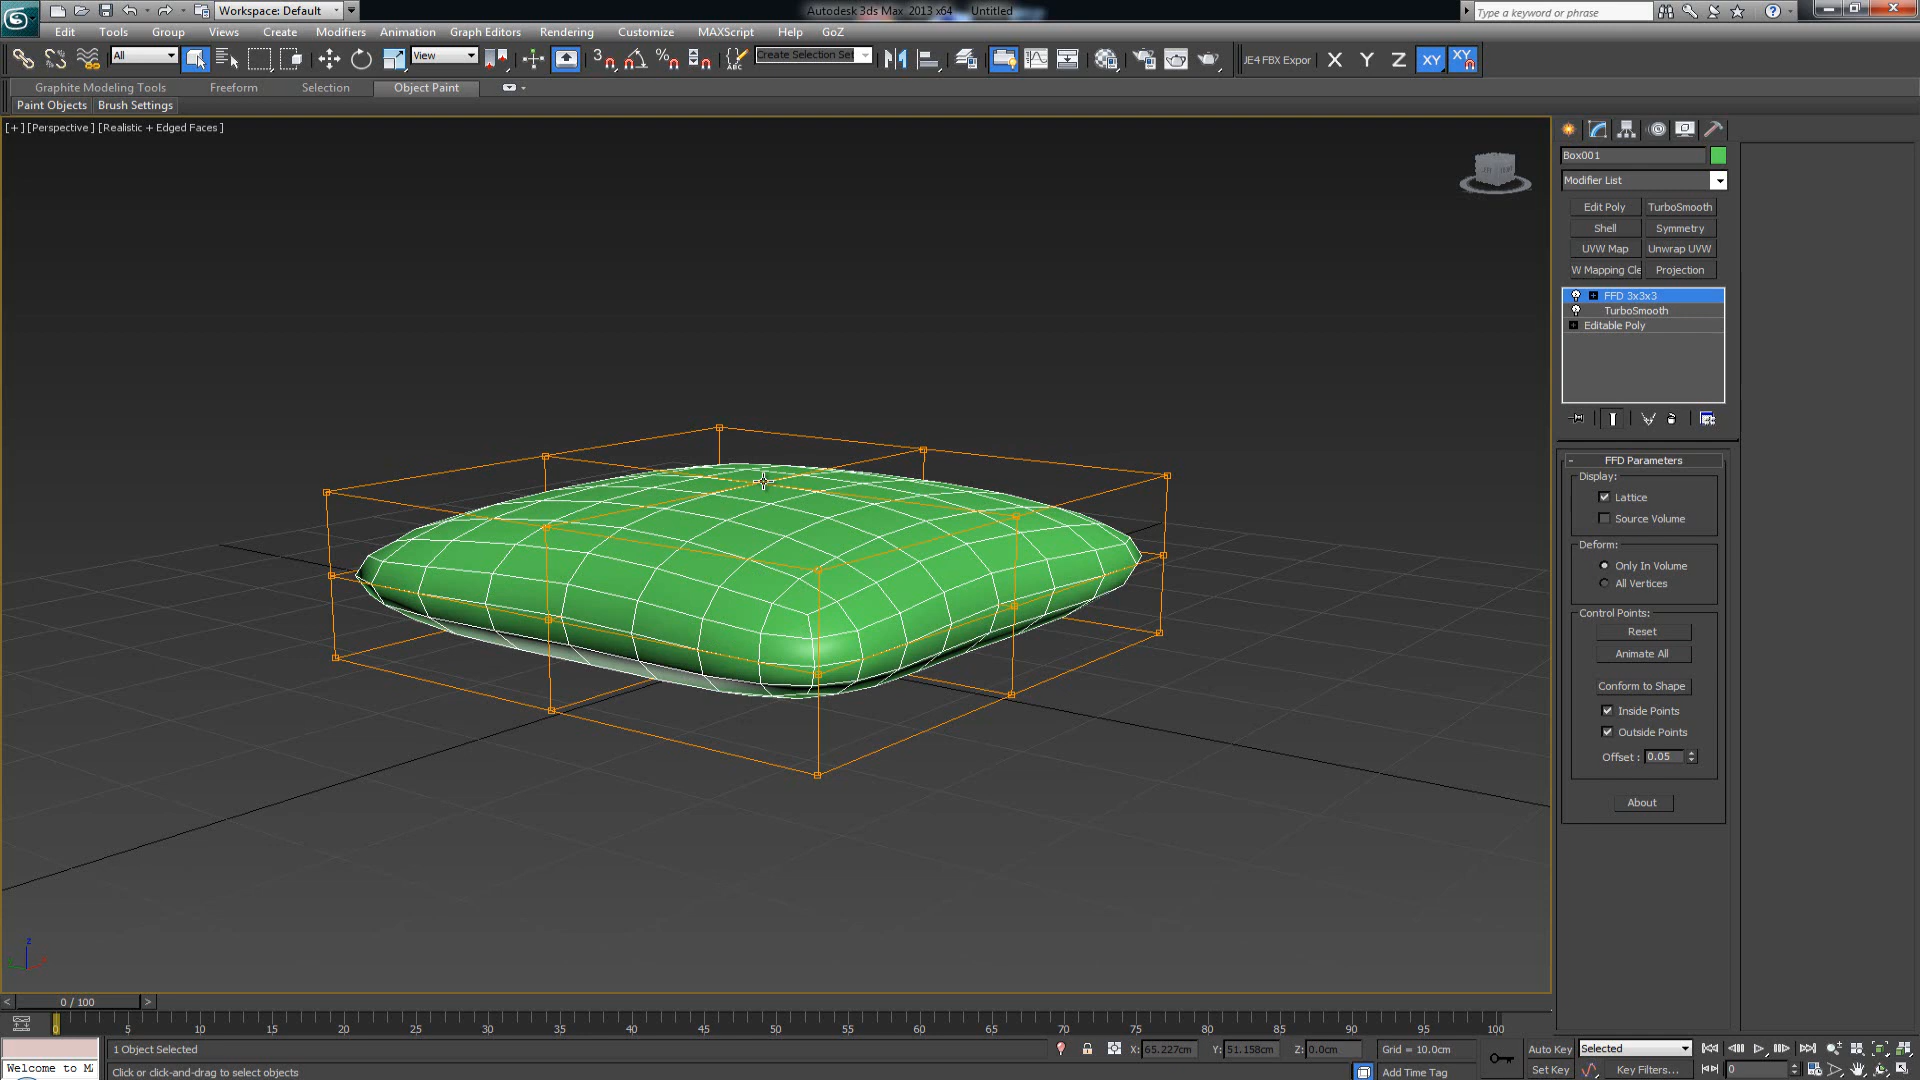 Workspace: Default
Autodesk 3ds Max 2013 x64 Untitled
Type a keyword or phrase
Edit Tools Group Views Create Modifiers Animation Graph Editors Rendering Customize MAXScript Help GoZ
All View Create Selection Set JE4 FBX Expor X Y Z XY XY
Graphite Modeling Tools Freeform Selection Object Paint
Paint Objects Brush Settings
[+] [Perspective] [Realistic + Edged Faces]
Box001
Modifier List
Edit Poly TurboSmooth
Shell Symmetry
UVW Map Unwrap UVW
W Mapping Cle Projection
FFD 3x3x3
TurboSmooth
Editable Poly
- FFD Parameters
Display:
Lattice
Source Volume
Deform:
Only In Volume
All Vertices
Control Points:
Reset
Animate All
Conform to Shape
Inside Points
Outside Points
Offset : 0.05
About
z
< 0 / 100 >
0 5 10 15 20 25 30 35 40 45 50 55 60 65 70 75 80 85 90 95 100
1 Object Selected X: 65.227cm Y: 51.158cm Z: 0.0cm Grid = 10.0cm Auto Key Selected
Welcome to M Click or click-and-drag to select objects Add Time Tag Set Key Key Filters... 0